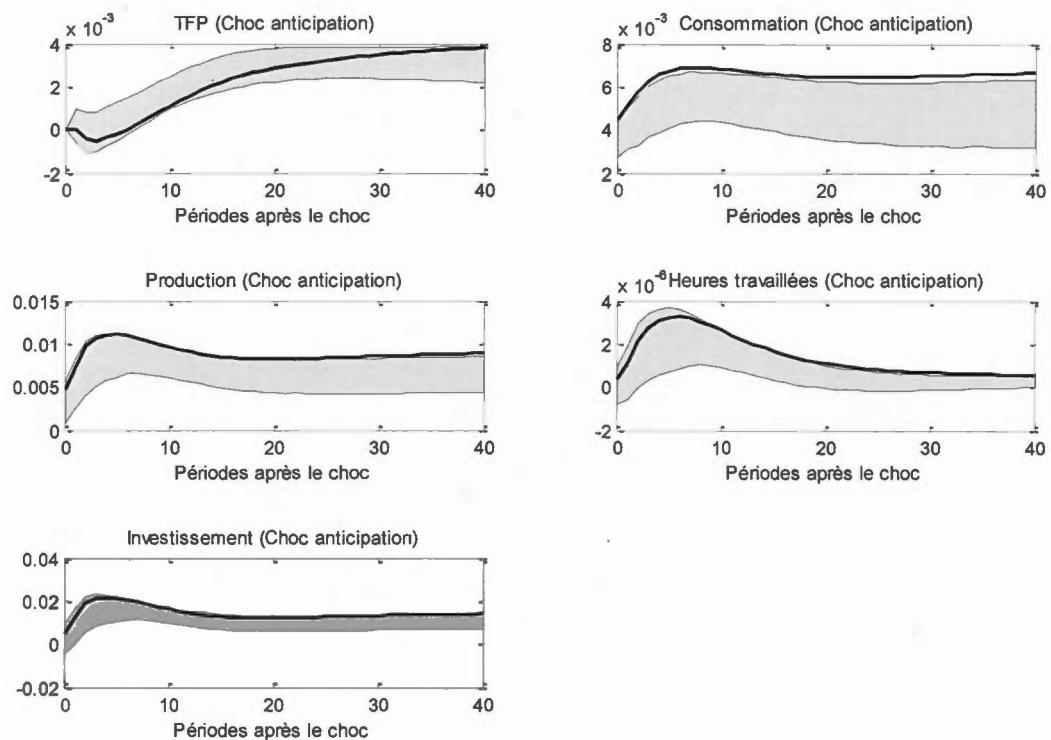 TFP (Choc anticipation)
x 10-3
4
2
0
-2
0 10 20 30 40
Périodes après le choc
Consommation (Choc anticipation)
x 10-3
8
6
4
2
0 10 20 30 40
Périodes après le choc
Production (Choc anticipation)
0.015
0.01
0.005
0
0 10 20 30 40
Périodes après le choc
x 10-6 Heures travaillées (Choc anticipation)
4
2
0
-2
0 10 20 30 40
Périodes après le choc
Investissement (Choc anticipation)
0.04
0.02
0
-0.02
0 10 20 30 40
Périodes après le choc